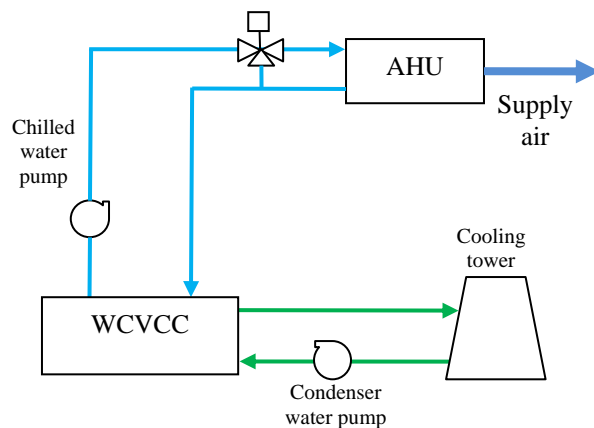 AHU
Supply
air
Chilled
water
pump
Cooling
tower
WCVCC
Condenser
water pump